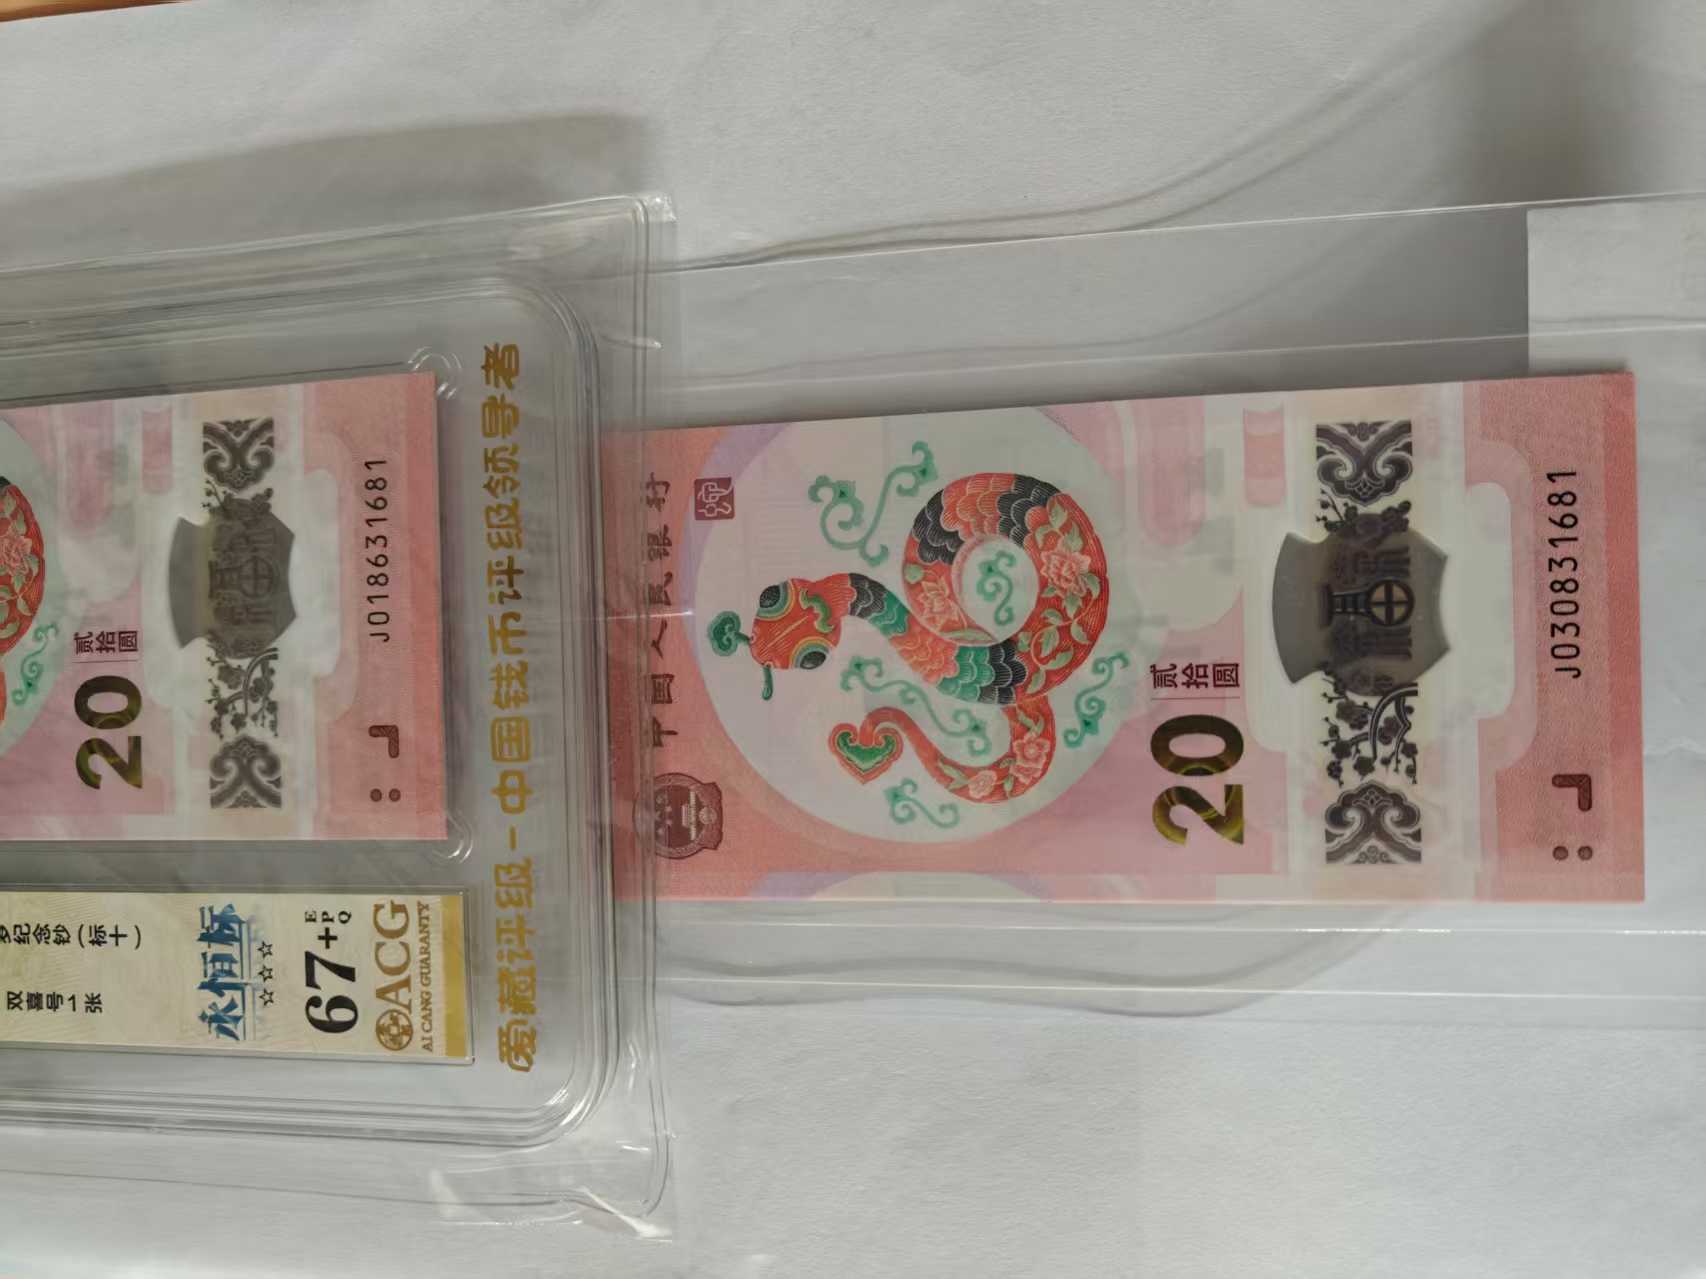 岁纪念钞(标十)
双喜号1张
永恒标
☆☆☆☆
67+
EPQ
ACG
AI CANG GUARANTY
贰拾圆
20
J018631681
爱藏评级-中国钱币评级领导者
中国人民银行
贰拾圆
20
J030831681